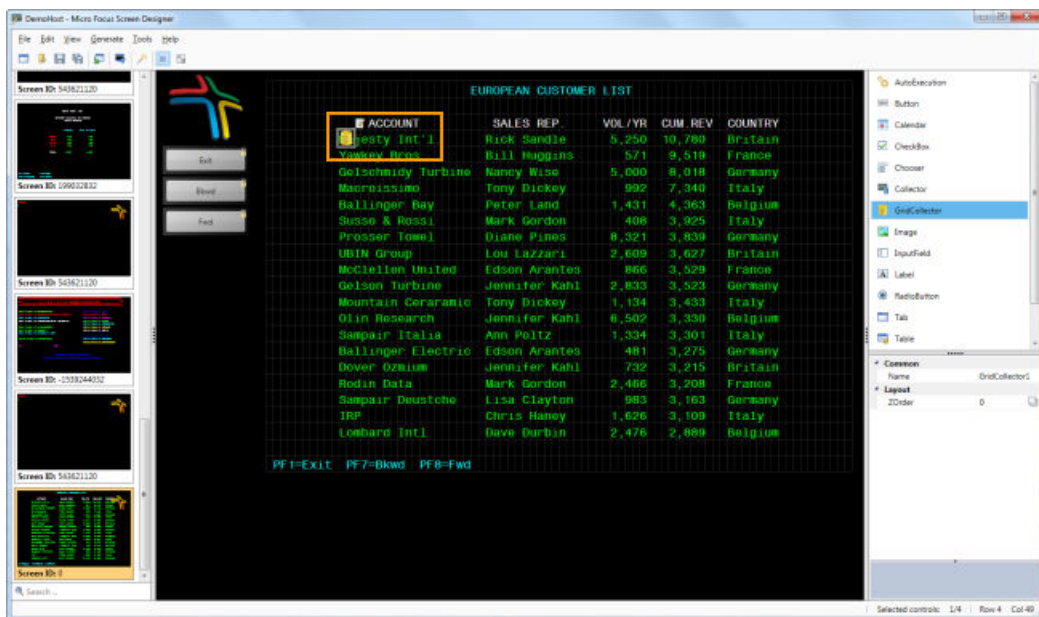 DemoHost - Micro Focus Screen Designer
File Edit View Generate Tools Help
Screen ID: 543621120
Screen ID: 199032832
Screen ID: 543621120
Screen ID: -1539244032
Screen ID: 543621120
Screen ID: 0
Search...
Exit
Bkwd
Fwd
EUROPEAN CUSTOMER LIST
ACCOUNT SALES REP. VOL/YR CUM.REV COUNTRY
gesty Int'l Rick Sandle 5,250 10,780 Britain
Yawkey Bros Bill Huggins 571 9,519 France
Gelschmidy Turbine Nancy Wise 5,000 8,018 Germany
Macroissimo Tony Dickey 992 7,340 Italy
Ballinger Bay Peter Land 1,431 4,363 Belgium
Susso & Rossi Mark Gordon 408 3,925 Italy
Prosser Towel Diane Pines 8,321 3,839 Germany
UBIN Group Lou Lazzari 2,609 3,627 Britain
McClellon United Edson Arantes 866 3,529 France
Gelson Turbine Jennifer Kahl 2,833 3,523 Germany
Mountain Ceraramic Tony Dickey 1,134 3,433 Italy
Olin Research Jennifer Kahl 6,502 3,330 Belgium
Sampair Italia Ann Poltz 1,334 3,301 Italy
Ballinger Electric Edson Arantes 481 3,275 Germany
Dover Ozmium Jennifer Kahl 732 3,215 Britain
Rodin Data Mark Gordon 2,466 3,208 France
Sampair Deustche Lisa Clayton 983 3,163 Germany
IRP Chris Haney 1,626 3,109 Italy
Lombard Intl Dave Durbin 2,476 2,889 Belgium
PF1=Exit PF7=Bkwd PF8=Fwd
AutoExecution
Button
Calendar
CheckBox
Chooser
Collector
GridCollector
Image
InputField
Label
RadioButton
Tab
Table
Common
Name GridCollector1
Layout
ZOrder 0
Selected controls: 1/4 Row 4 Col 49